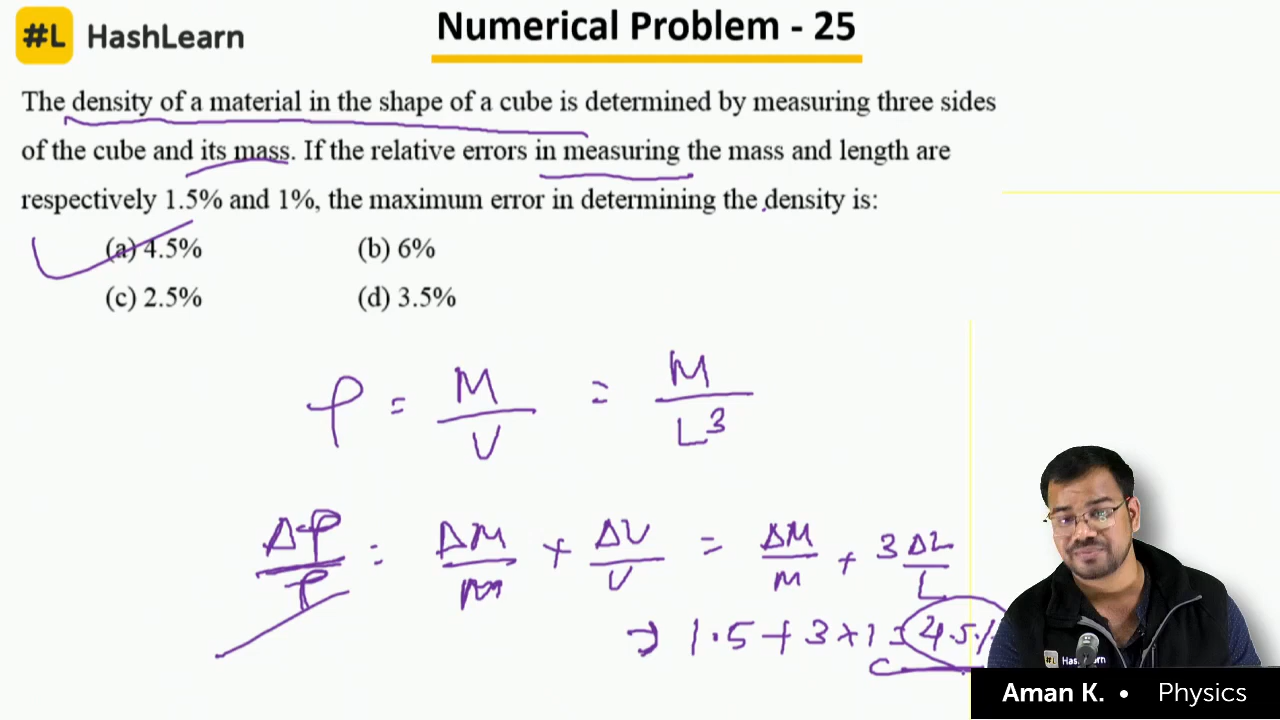 #L HashLearn
Numerical Problem - 25
The density of a material in the shape of a cube is determined by measuring three sides
of the cube and its mass. If the relative errors in measuring the mass and length are
respectively 1.5% and 1%, the maximum error in determining the density is:
(a) 4.5% (b) 6%
(c) 2.5% (d) 3.5%
ρ = M/V = M/L³
Δρ/ρ = ΔM/m + ΔV/V = ΔM/M + 3 ΔL/L
→ 1.5 + 3 × 1 = 4.5%
#L HashLearn
Aman K. • Physics